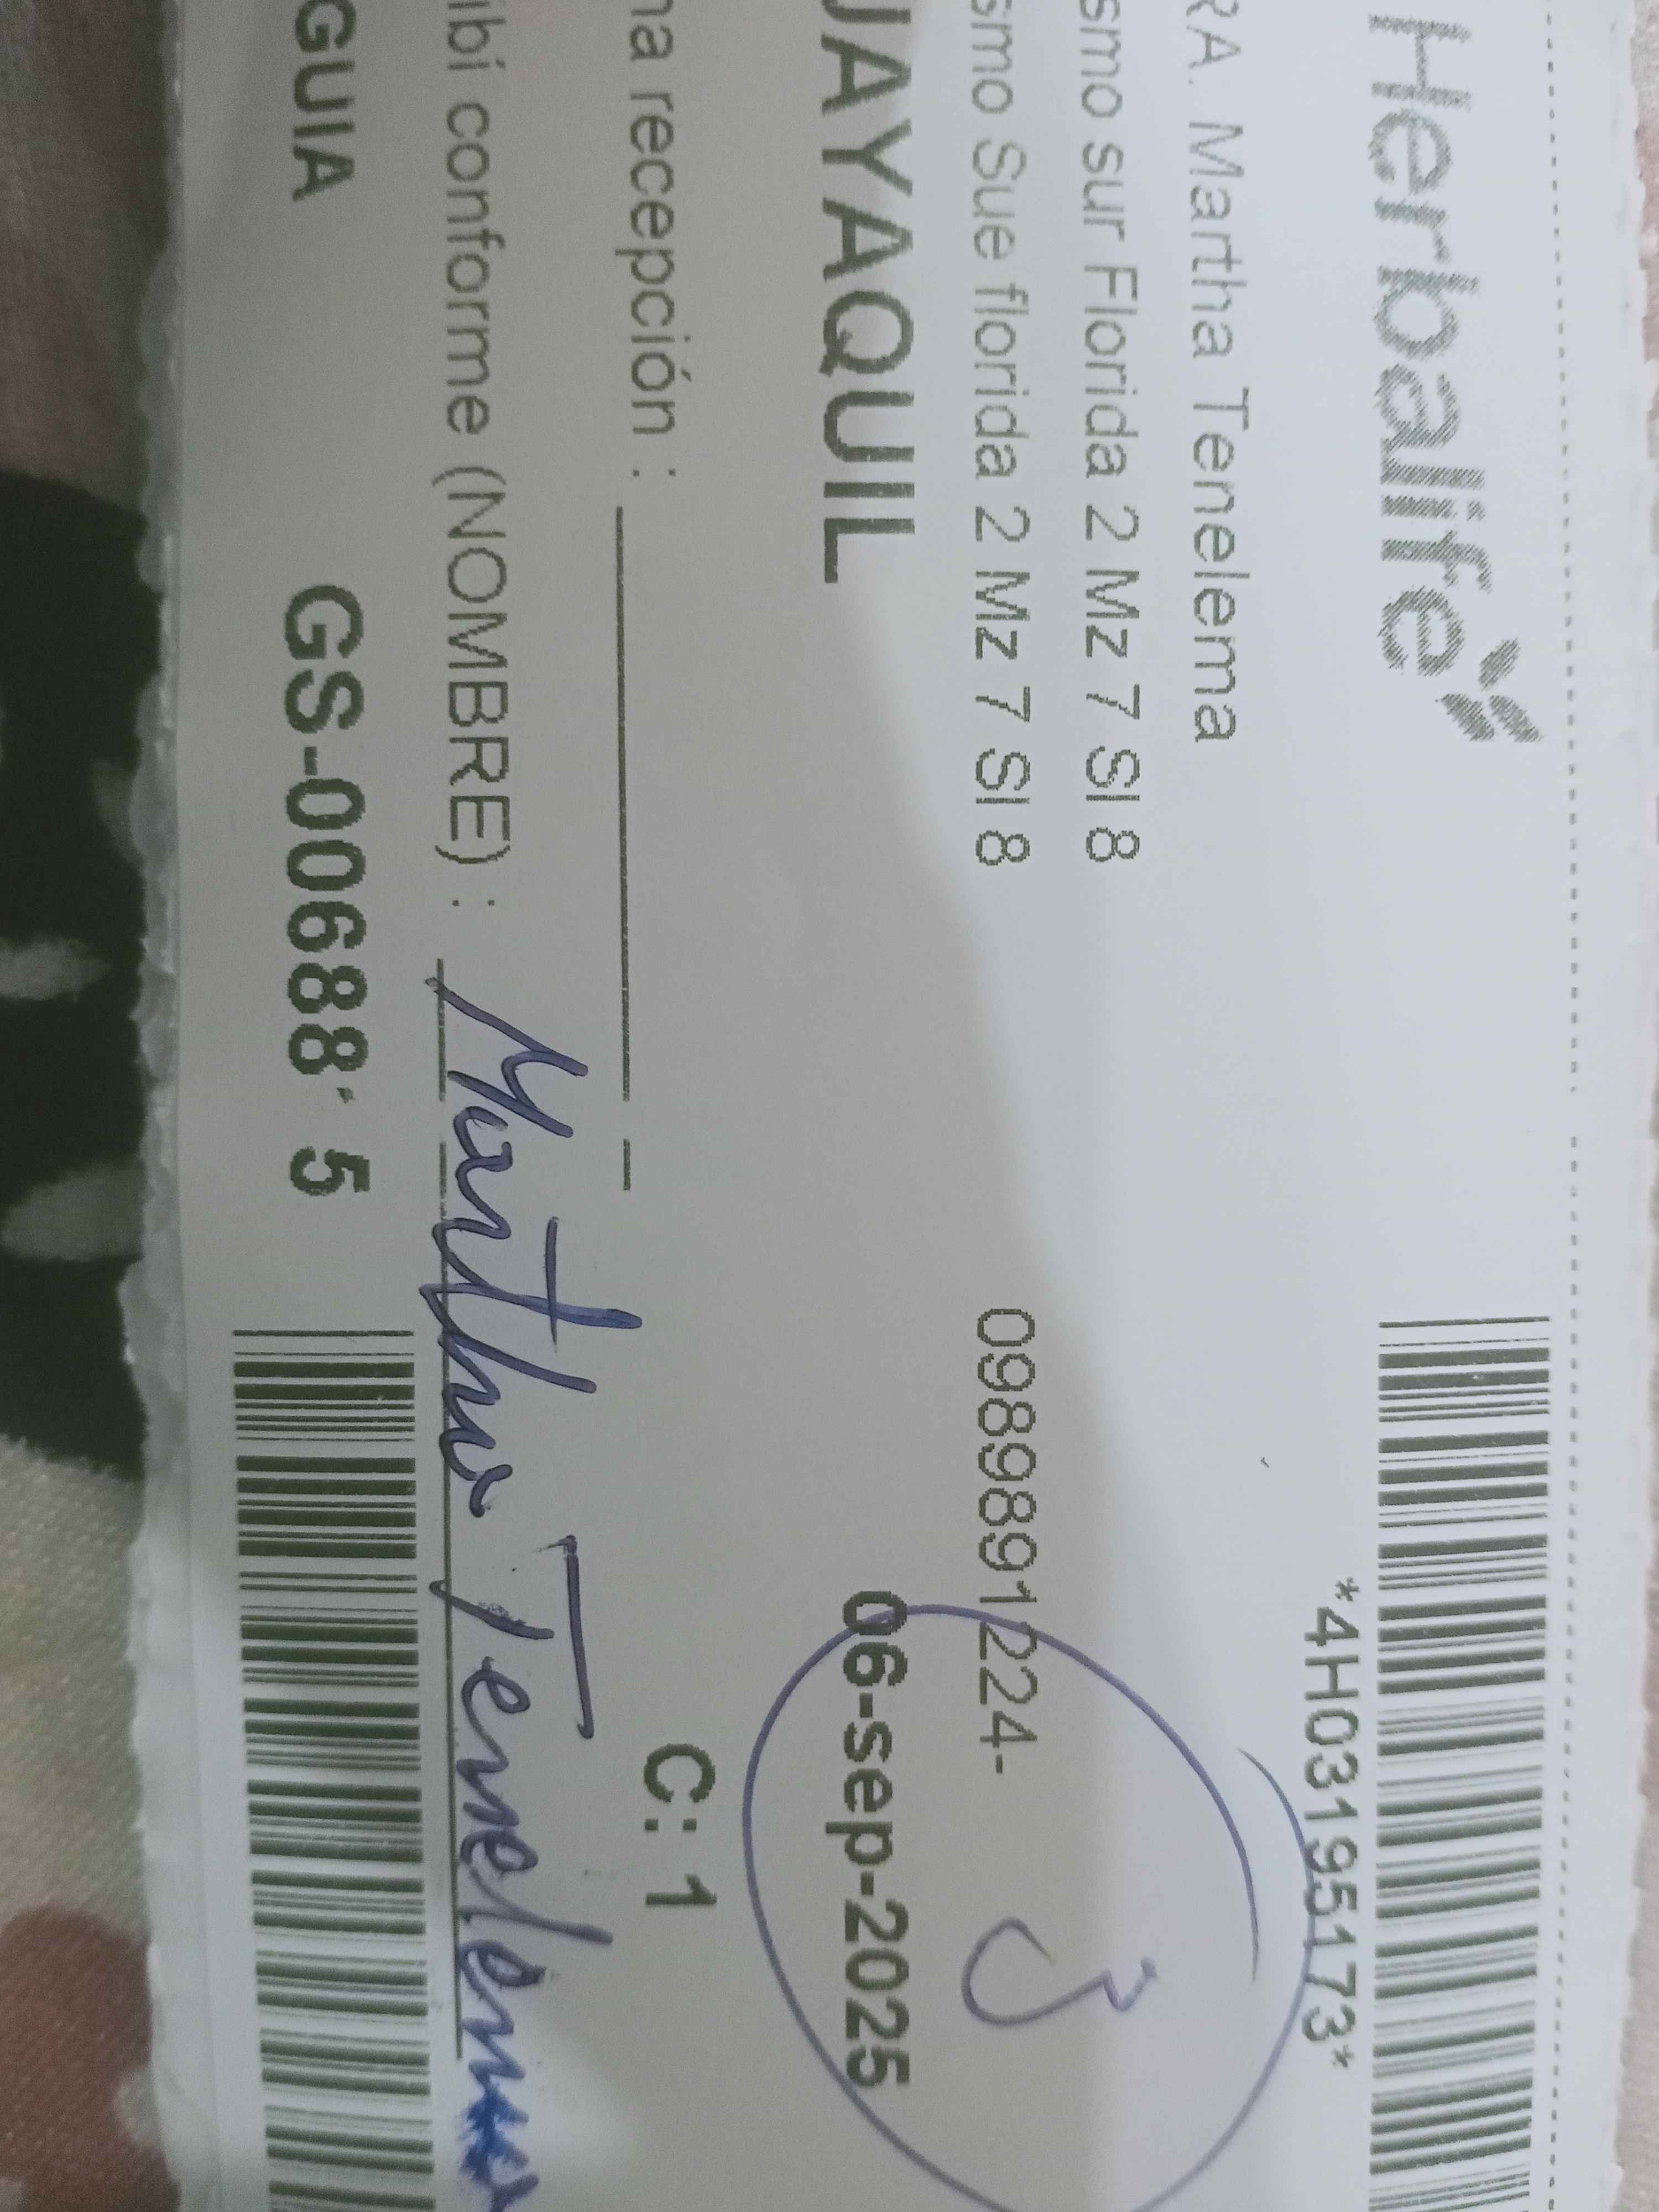 Herbalife
*4H03195173*
RA. Martha Tenelema
smo sur Florida 2 Mz 7 Sl 8
smo Sue florida 2 Mz 7 Sl 8 0989891224-
JAYAQUIL 06-sep-2025
3
na recepción : C: 1
ibí conforme (NOMBRE) : Martha Tenelema
GUIA GS-00688 5